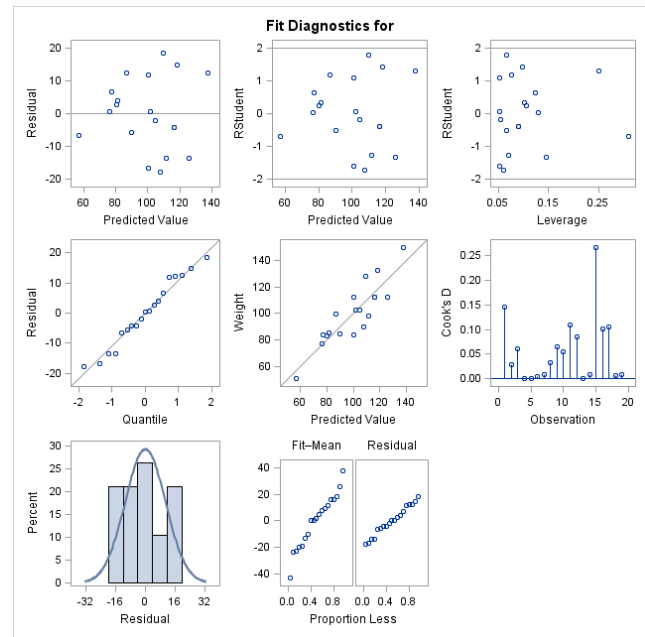 Fit Diagnostics for
20
10
0
-10
-20
Residual
60 80 100 120 140
Predicted Value
2
1
0
-1
-2
RStudent
60 80 100 120 140
Predicted Value
2
1
0
-1
-2
RStudent
0.05 0.15 0.25
Leverage
20
10
0
-10
-20
Residual
-2 -1 0 1 2
Quantile
140
120
100
80
60
Weight
60 80 100 120 140
Predicted Value
0.25
0.20
0.15
0.10
0.05
0.00
Cook's D
0 5 10 15 20
Observation
30
25
20
15
10
5
0
Percent
-32 -16 0 16 32
Residual
Fit–Mean Residual
40
20
0
-20
-40
0.0 0.4 0.8 0.0 0.4 0.8
Proportion Less